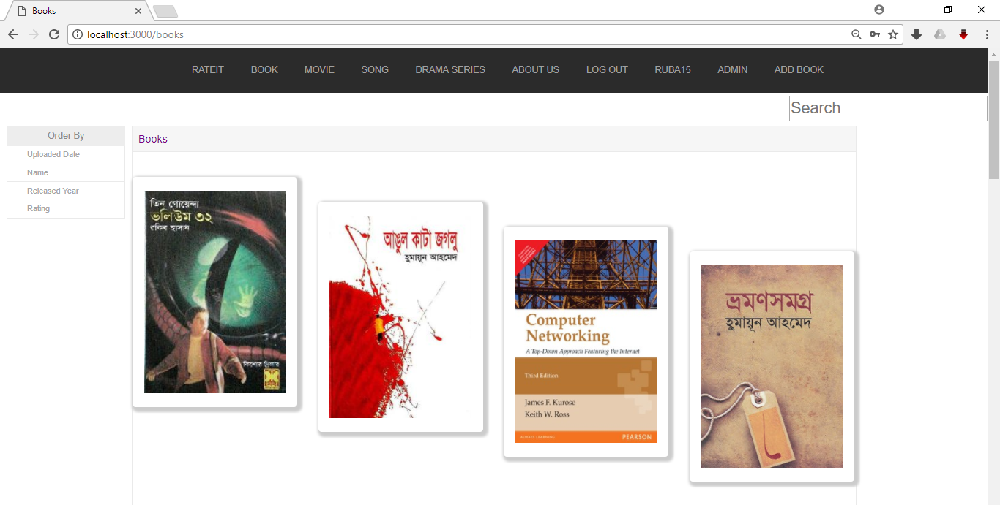 Books
localhost:3000/books
RATEIT BOOK MOVIE SONG DRAMA SERIES ABOUT US LOG OUT RUBA15 ADMIN ADD BOOK
Search
Order By
Uploaded Date
Name
Released Year
Rating
Books
তিন গোয়েন্দা
ভলিউম ৩২
রকিব হাসান
কিশোর থ্রিলার
আঙুল কাটা জগলু
হুমায়ূন আহমেদ
Computer
Networking
A Top-Down Approach Featuring the Internet
Third Edition
James F. Kurose
Keith W. Ross
ALWAYS LEARNING
PEARSON
ভ্রমণসমগ্র
হুমায়ূন আহমেদ